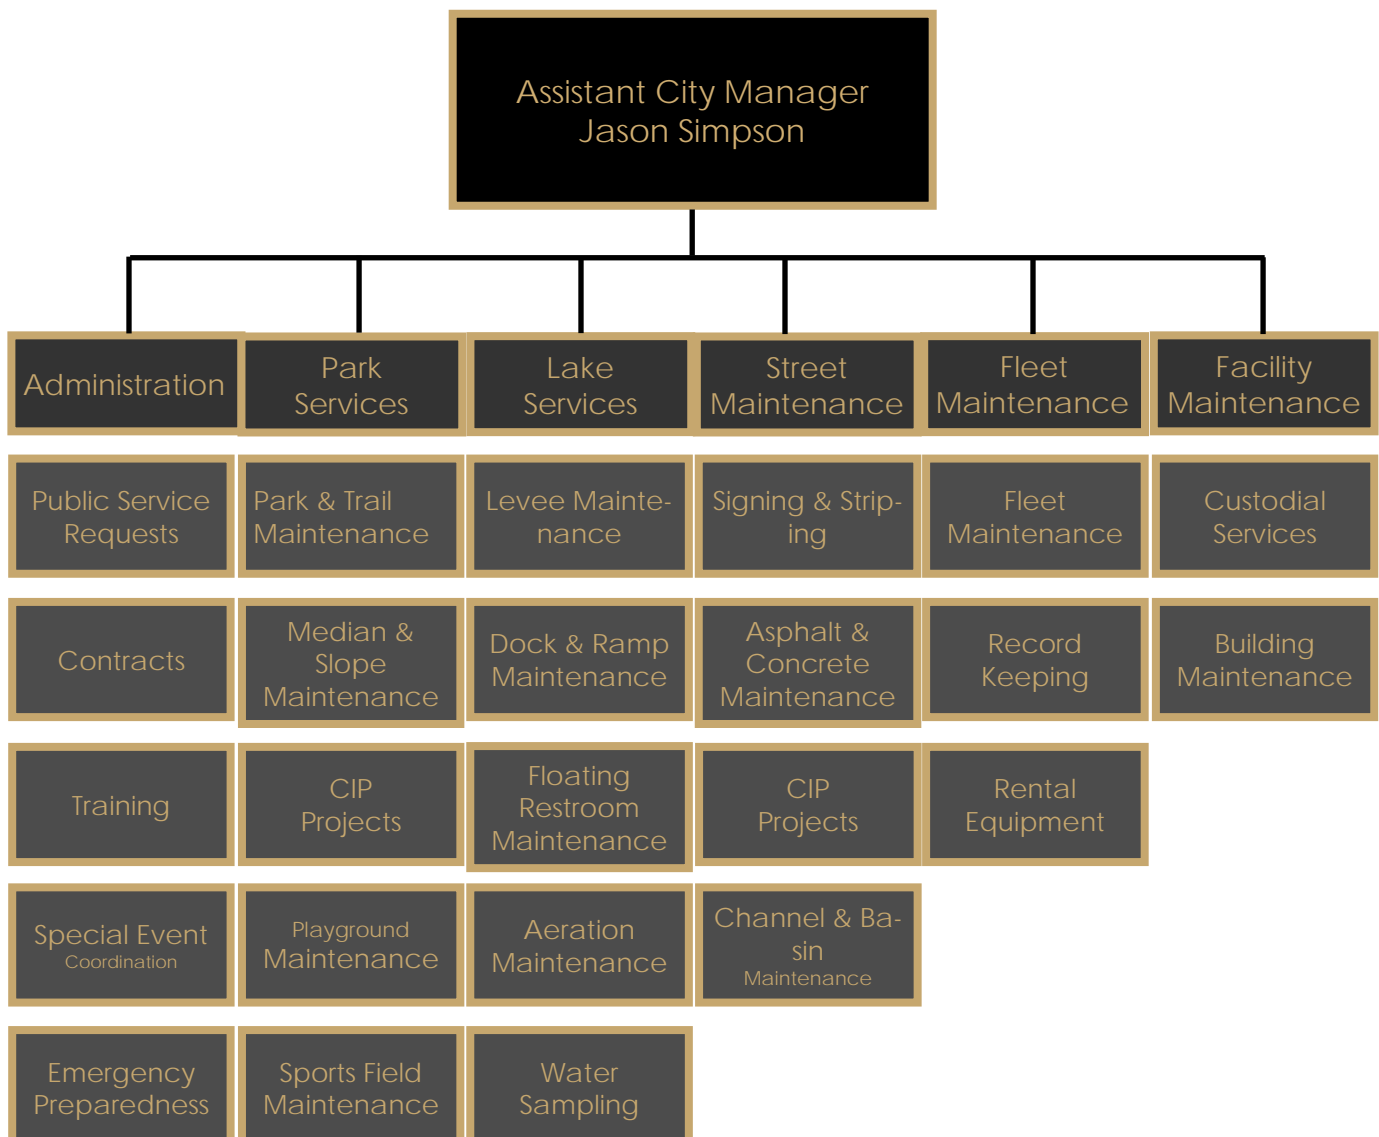 Assistant City Manager
Jason Simpson
Administration
Park
Services
Lake
Services
Street
Maintenance
Fleet
Maintenance
Facility
Maintenance
Public Service
Requests
Park & Trail
Maintenance
Levee Mainte-
nance
Signing & Strip-
ing
Fleet
Maintenance
Custodial
Services
Contracts
Median &
Slope
Maintenance
Dock & Ramp
Maintenance
Asphalt &
Concrete
Maintenance
Record
Keeping
Building
Maintenance
Training
CIP
Projects
Floating
Restroom
Maintenance
CIP
Projects
Rental
Equipment
Special Event
Coordination
Playground
Maintenance
Aeration
Maintenance
Channel & Ba-
sin
Maintenance
Emergency
Preparedness
Sports Field
Maintenance
Water
Sampling